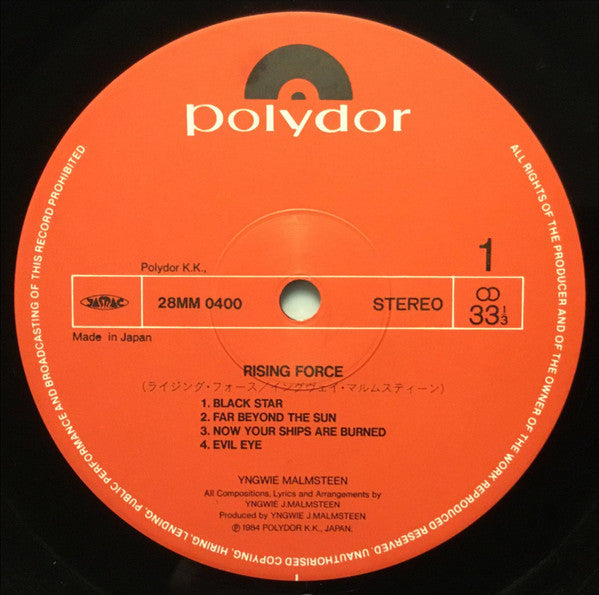 polydor
ALL RIGHTS OF THE PRODUCER AND OF THE OWNER OF THE WORK REPRODUCED RESERVED. UNAUTHORISED COPYING, HIRING, LENDING, PUBLIC PERFORMANCE AND BROADCASTING OF THIS RECORD PROHIBITED
1
Polydor K.K.,
JASRAC
28MM 0400
STEREO
33 1/3
Made in Japan
RISING FORCE
(ライジング・フォース/イングヴェイ・マルムスティーン)
1. BLACK STAR
2. FAR BEYOND THE SUN
3. NOW YOUR SHIPS ARE BURNED
4. EVIL EYE
YNGWIE MALMSTEEN
All Compositions, Lyrics and Arrangements by
YNGWIE J.MALMSTEEN
Produced by YNGWIE J.MALMSTEEN
Ⓟ 1984 POLYDOR K.K., JAPAN.